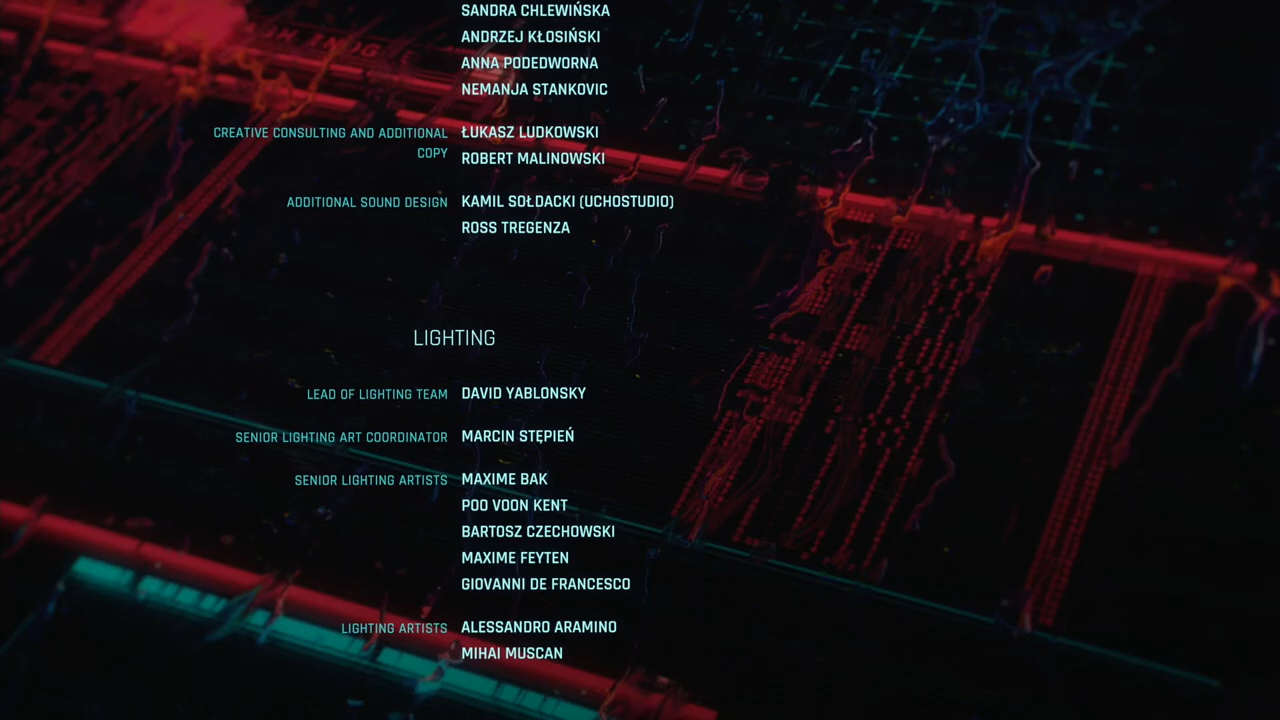 SANDRA CHLEWIŃSKA
ANDRZEJ KŁOSIŃSKI
ANNA PODEDWORNA
NEMANJA STANKOVIC
CREATIVE CONSULTING AND ADDITIONAL COPY
ŁUKASZ LUDKOWSKI
ROBERT MALINOWSKI
ADDITIONAL SOUND DESIGN KAMIL SOŁDACKI (UCHOSTUDIO)
ROSS TREGENZA
LIGHTING
LEAD OF LIGHTING TEAM DAVID YABLONSKY
SENIOR LIGHTING ART COORDINATOR MARCIN STĘPIEŃ
SENIOR LIGHTING ARTISTS MAXIME BAK
POO VOON KENT
BARTOSZ CZECHOWSKI
MAXIME FEYTEN
GIOVANNI DE FRANCESCO
LIGHTING ARTISTS ALESSANDRO ARAMINO
MIHAI MUSCAN